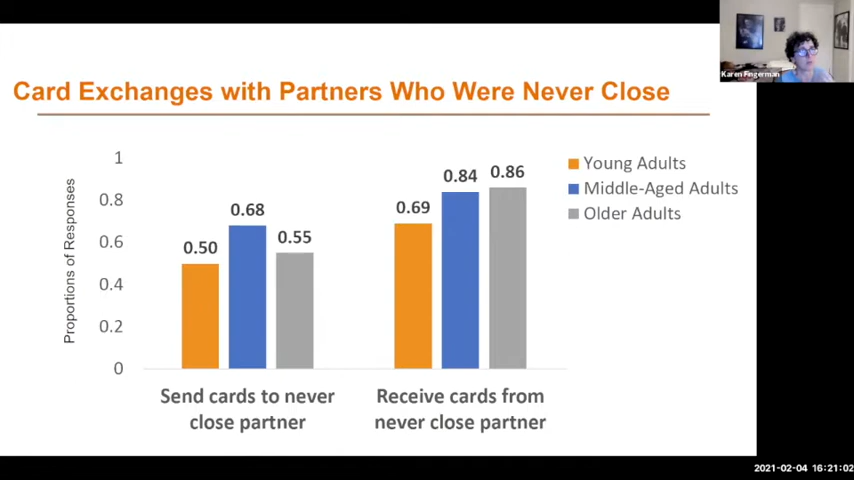 Karen Fingerman
Card Exchanges with Partners Who Were Never Close
Proportions of Responses
1
0.8
0.6
0.4
0.2
0
0.50
0.68
0.55
0.69
0.84
0.86
Send cards to never
close partner
Receive cards from
never close partner
Young Adults
Middle-Aged Adults
Older Adults
2021-02-04 16:21:02